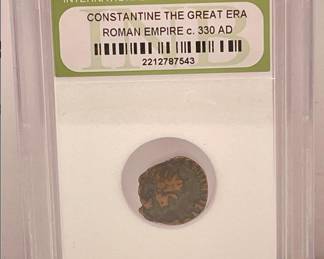 CONSTANTINE THE GREAT ERA
ROMAN EMPIRE c. 330 AD
2212787543